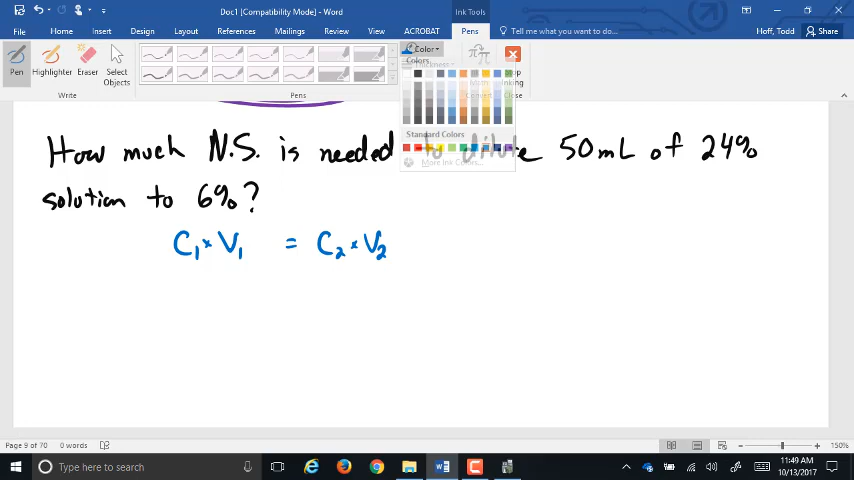 Doc1 [Compatibility Mode] - Word
Ink Tools
Hoff, Todd
File Home Insert Design Layout References Mailings Review View ACROBAT Pens Tell me what you want to do... Share
Pen Highlighter Eraser Select Objects
Color
Thickness
Colors
Standard Colors
More Ink Colors...
Write Pens Convert Close
How much N.S. is needed to dilute 50mL of 24%
solution to 6%?
C₁ × V₁ = C₂ × V₂
Page 9 of 70 0 words 150%
Type here to search
11:49 AM
10/13/2017